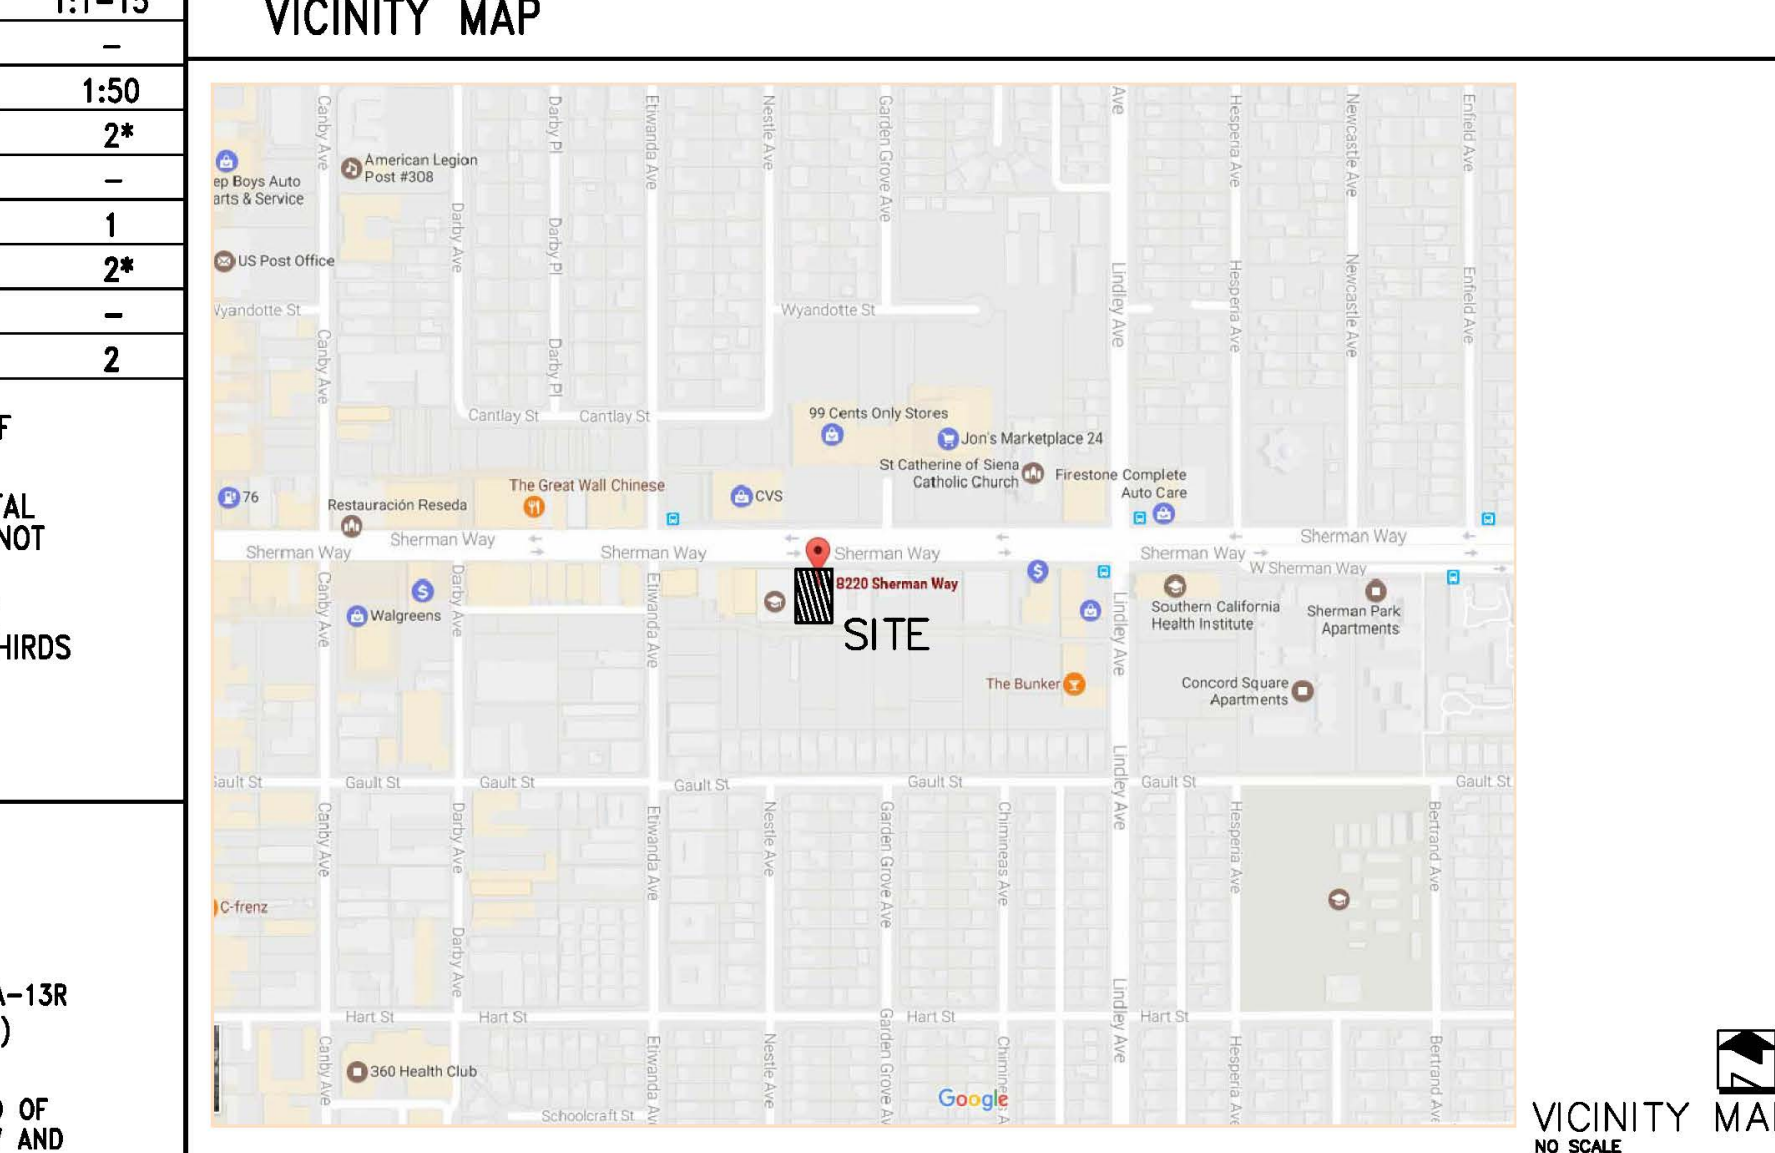 VICINITY MAP
–
1:50
2*
–
1
2*
–
2
NOT
HIRDS
A-13R
)
OF
AND
Canby Ave
Darby Pl
Etiwanda Ave
Nestle Ave
Garden Grove Ave
Ave
Hesperia Ave
Newcastle Ave
Enfield Ave
American Legion
Post #308
ep Boys Auto
arts & Service
Darby Ave
Darby Pl
US Post Office
Lindley Ave
Hesperia Ave
Newcastle Ave
Enfield Ave
Wyandotte St
Wyandotte St
Canby Ave
Darby Pl
Cantlay St
Cantlay St
99 Cents Only Stores
Jon's Marketplace 24
St Catherine of Siena
Catholic Church
Firestone Complete
Auto Care
The Great Wall Chinese
CVS
76
Restauración Reseda
Sherman Way
Sherman Way
Sherman Way
Sherman Way
Sherman Way
Sherman Way
W Sherman Way
8220 Sherman Way
SITE
Canby Ave
Darby Ave
Etiwanda Ave
Lindley Ave
Walgreens
Southern California
Health Institute
Sherman Park
Apartments
The Bunker
Concord Square
Apartments
Lindley Ave
Gault St
Gault St
Gault St
Gault St
Gault St
Gault St
Gault St
Canby Ave
Darby Ave
Etiwanda Ave
Nestle Ave
Garden Grove Ave
Chimineas Ave
Hesperia Ave
Bertrand Ave
C-frenz
Darby Ave
Lindley Ave
Hart St
Hart St
Hart St
Hart St
Canby Ave
Etiwanda Av
Nestle Ave
Garden Grove Av
Chimineas A
Hesperia Av
Bertrand Ave
360 Health Club
Schoolcraft St
Google
VICINITY MA
NO SCALE